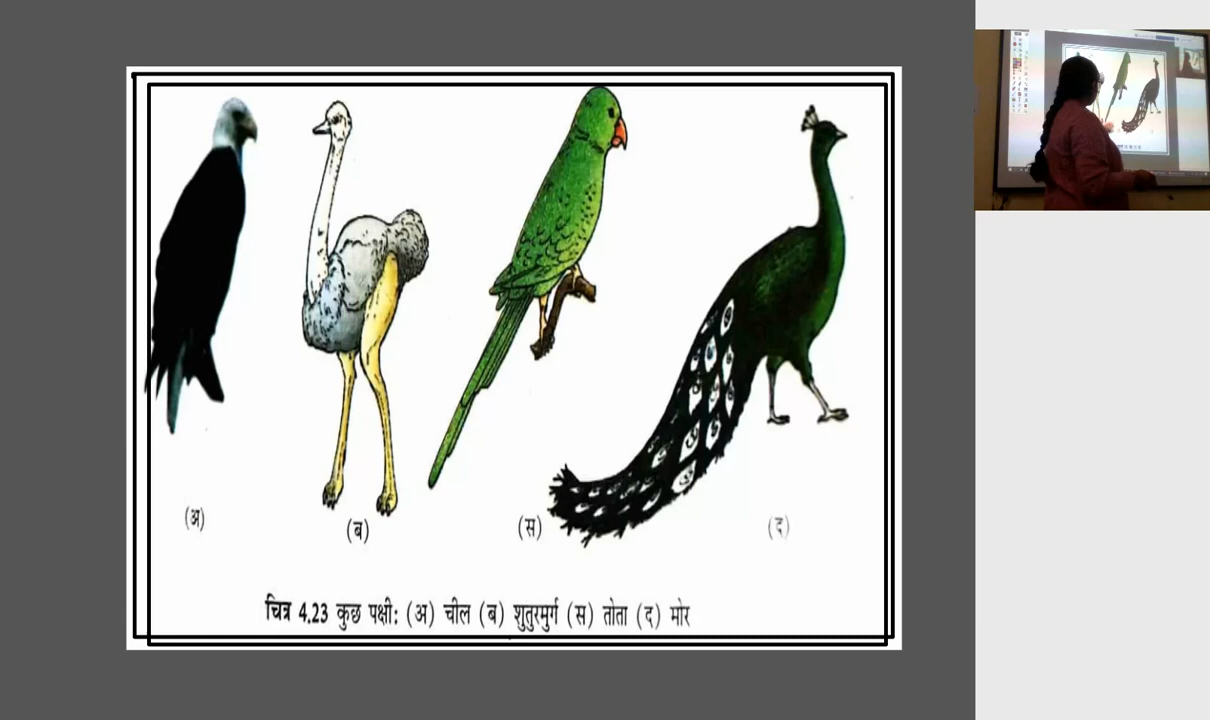 (अ) (ब) (स) (द)
चित्र 4.23 कुछ पक्षी: (अ) चील (ब) शुतुरमुर्ग (स) तोता (द) मोर